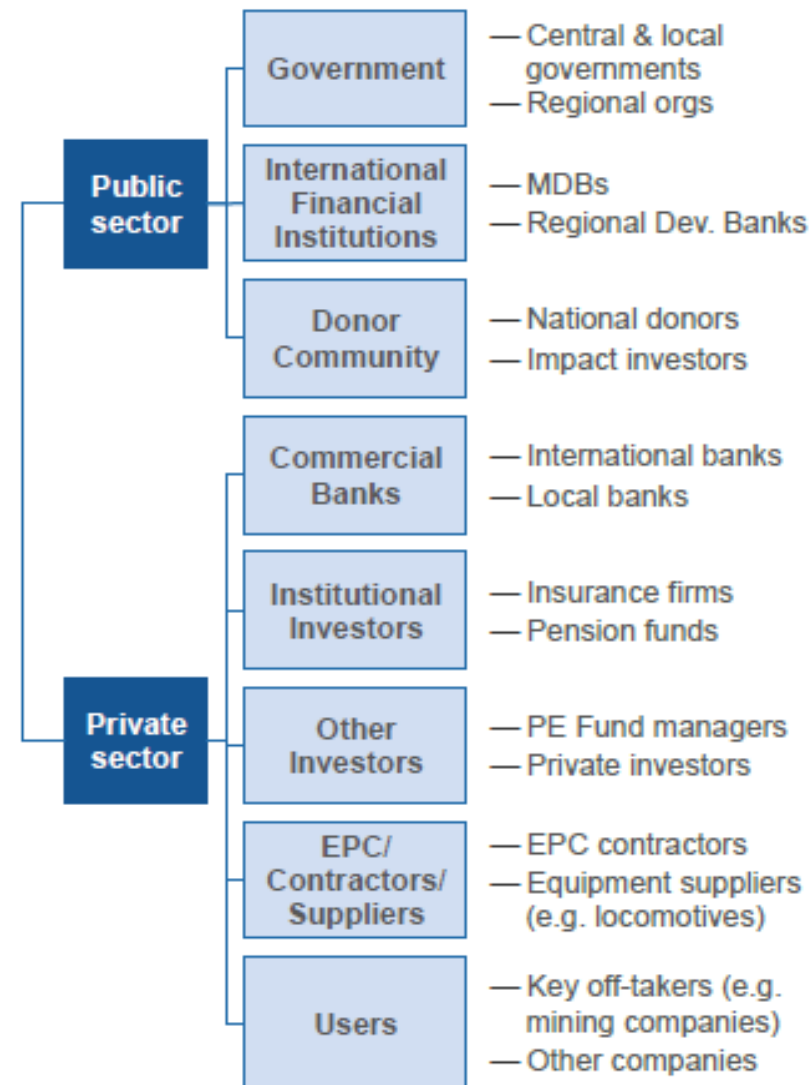 Public
sector
Government
— Central & local
governments
— Regional orgs
International
Financial
Institutions
— MDBs
— Regional Dev. Banks
Donor
Community
— National donors
— Impact investors
Private
sector
Commercial
Banks
— International banks
— Local banks
Institutional
Investors
— Insurance firms
— Pension funds
Other
Investors
— PE Fund managers
— Private investors
EPC/
Contractors/
Suppliers
— EPC contractors
— Equipment suppliers
(e.g. locomotives)
Users
— Key off-takers (e.g.
mining companies)
— Other companies